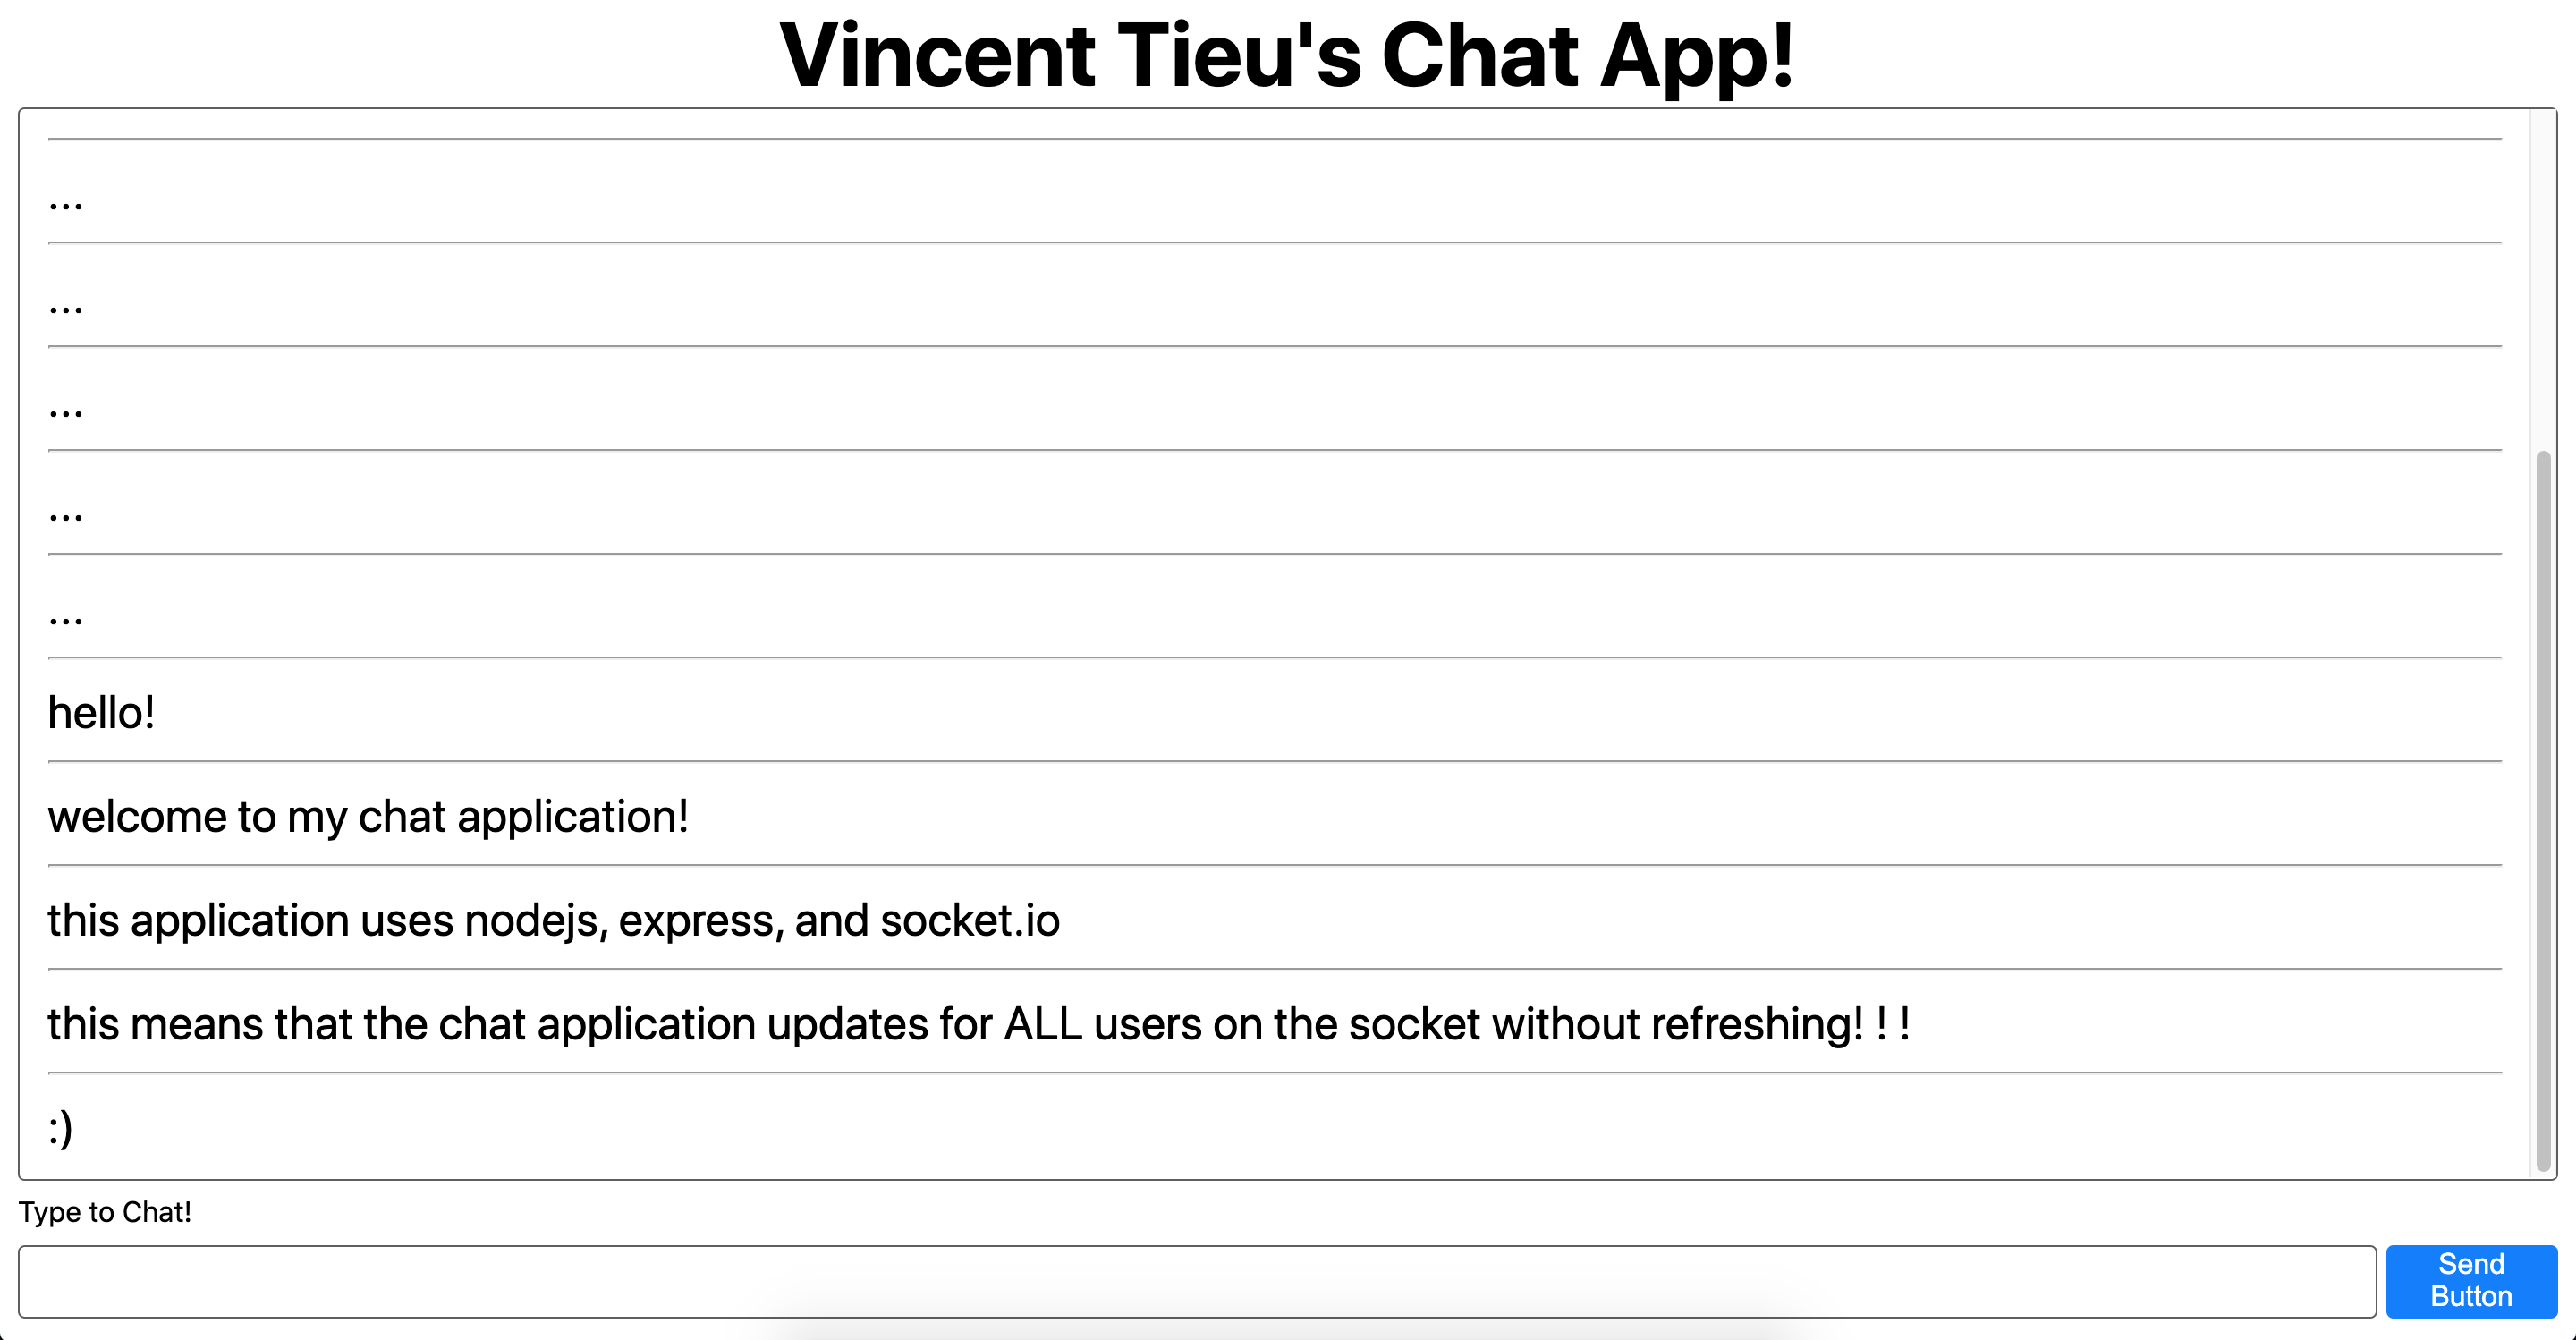 Vincent Tieu's Chat App!
...
...
...
...
...
hello!
welcome to my chat application!
this application uses nodejs, express, and socket.io
this means that the chat application updates for ALL users on the socket without refreshing! ! !
:)
Type to Chat!
Send
Button